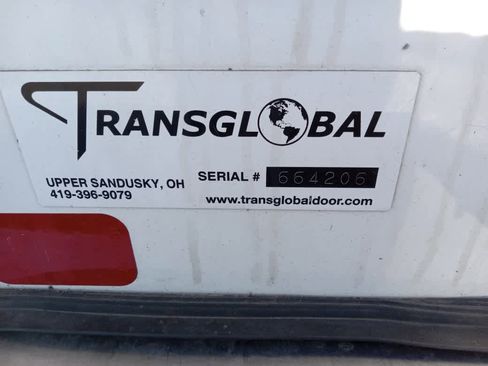 TRANSGLOBAL
UPPER SANDUSKY, OH
419-396-9079
SERIAL # 664206
www.transglobaldoor.com